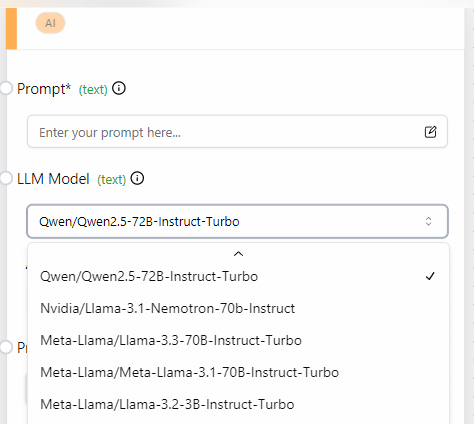 AI
Prompt* (text)
Enter your prompt here...
LLM Model (text)
Qwen/Qwen2.5-72B-Instruct-Turbo
Qwen/Qwen2.5-72B-Instruct-Turbo
Nvidia/Llama-3.1-Nemotron-70b-Instruct
Meta-Llama/Llama-3.3-70B-Instruct-Turbo
Meta-Llama/Meta-Llama-3.1-70B-Instruct-Turbo
Meta-Llama/Llama-3.2-3B-Instruct-Turbo